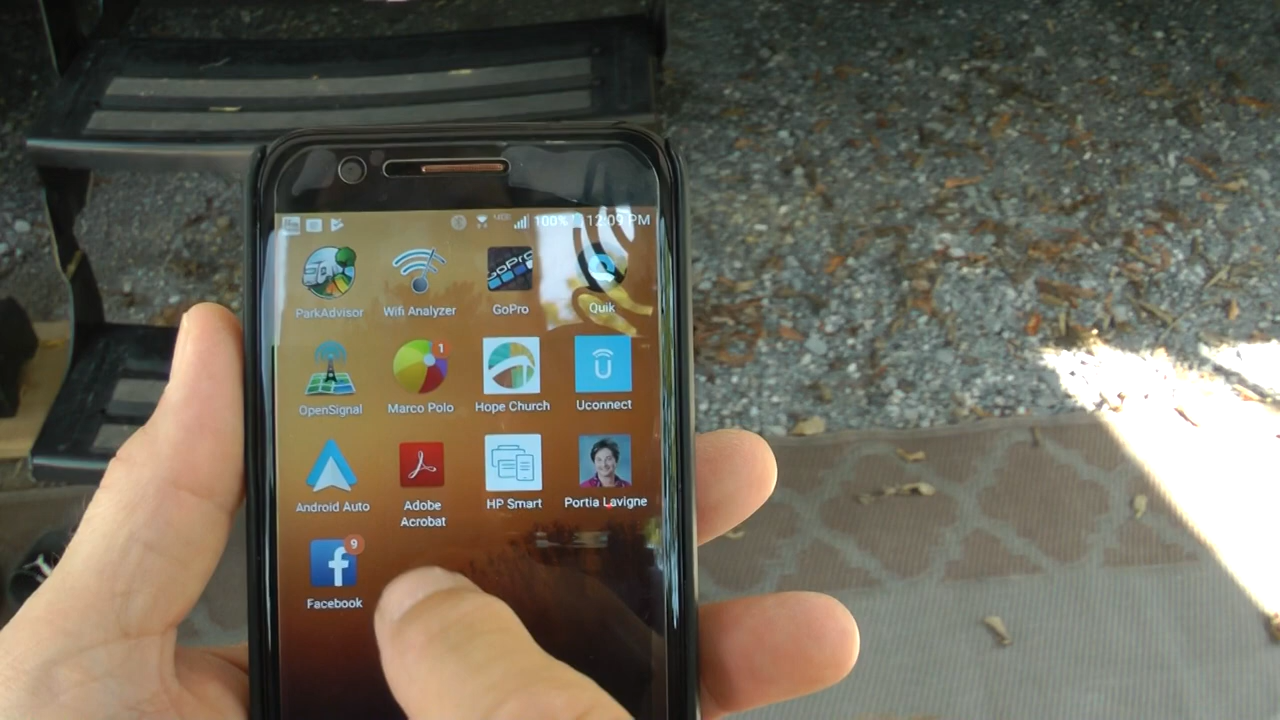 100% 12:09 PM
GoPro
ParkAdvisor Wifi Analyzer GoPro Quik
1
OpenSignal Marco Polo Hope Church Uconnect
Android Auto Adobe Acrobat HP Smart Portia Lavigne
9
Facebook